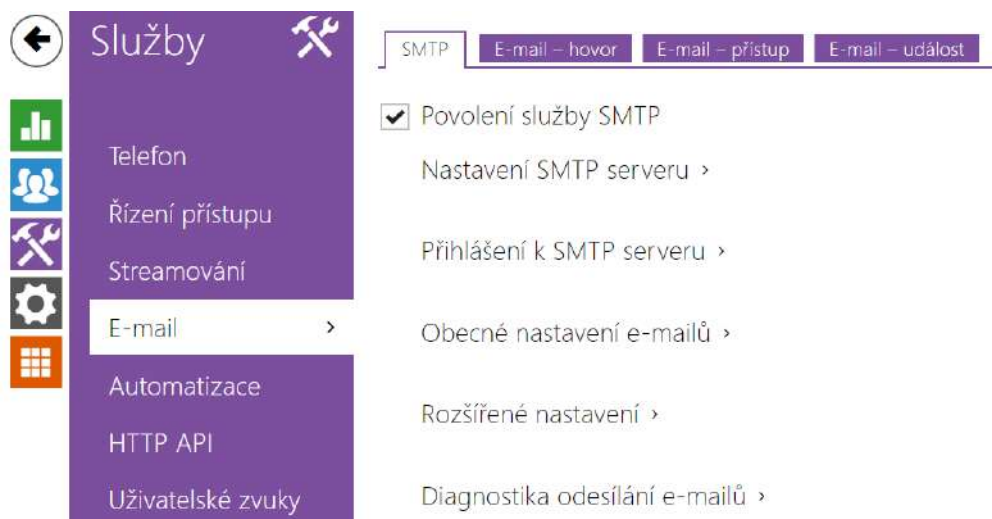 Služby
Telefon
Řízení přístupu
Streamování
E-mail
Automatizace
HTTP API
Uživatelské zvuky
SMTP
E-mail – hovor
E-mail – přístup
E-mail – událost
Povolení služby SMTP
Nastavení SMTP serveru ›
Přihlášení k SMTP serveru ›
Obecné nastavení e-mailů ›
Rozšířené nastavení ›
Diagnostika odesílání e-mailů ›